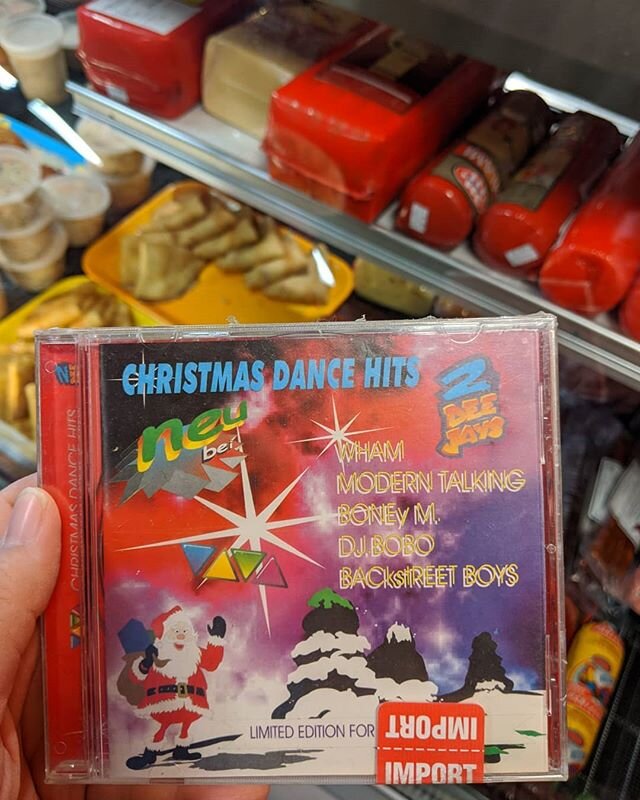 CHRISTMAS DANCE HITS
2
DEE
JAYS
neu
bei
WHAM
MODERN TALKING
BONEy M.
D.J. BOBO
BACKstREET BOYS
LIMITED EDITION FOR
IMPORT
IMPORT
CHRISTMAS DANCE HITS